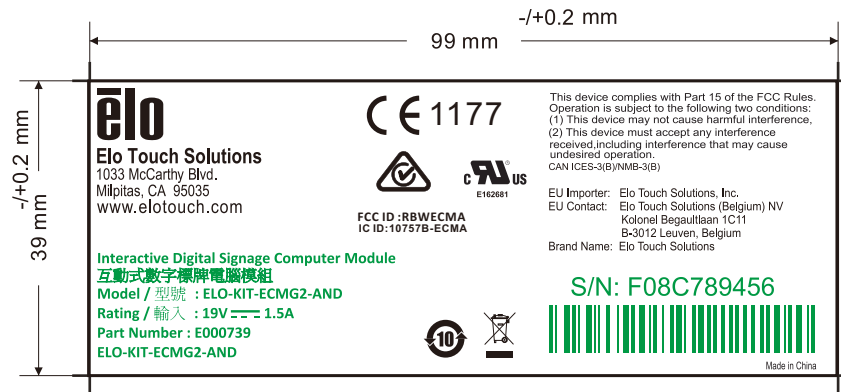 -/+0.2 mm
99 mm
-/+0.2 mm
39 mm
ēlo
Elo Touch Solutions
1033 McCarthy Blvd.
Milpitas, CA 95035
www.elotouch.com
CE 1177
c RU US
E162681
FCC ID :RBWECMA
IC ID:10757B-ECMA
This device complies with Part 15 of the FCC Rules.
Operation is subject to the following two conditions:
(1) This device may not cause harmful interference,
(2) This device must accept any interference
received,including interference that may cause
undesired operation.
CAN ICES-3(B)/NMB-3(B)
EU Importer: Elo Touch Solutions, Inc.
EU Contact: Elo Touch Solutions (Belgium) NV
Kolonel Begaultlaan 1C11
B-3012 Leuven, Belgium
Brand Name: Elo Touch Solutions
Interactive Digital Signage Computer Module
互動式數字標牌電腦模組
Model / 型號 : ELO-KIT-ECMG2-AND
Rating / 輸入 : 19V 1.5A
Part Number : E000739
ELO-KIT-ECMG2-AND
10
S/N: F08C789456
Made in China